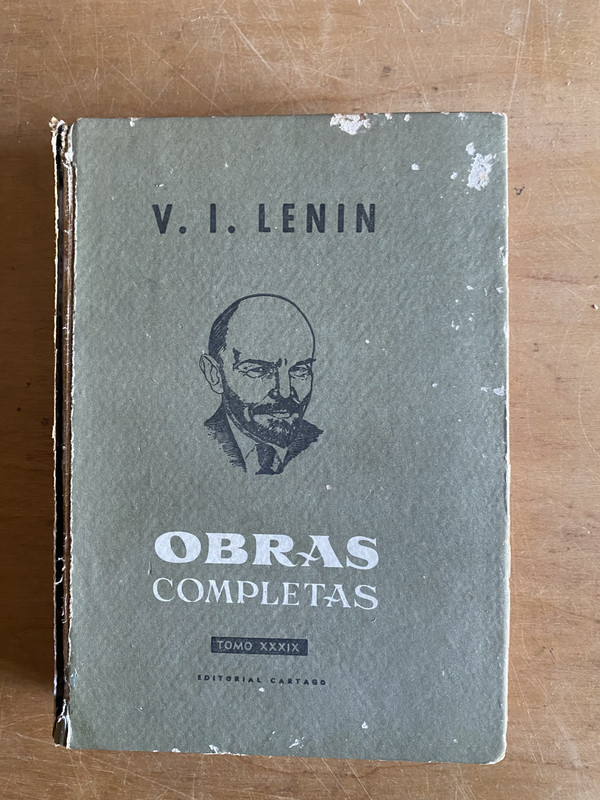 V. I. LENIN
OBRAS
COMPLETAS
TOMO XXXIX
EDITORIAL CARTAGO